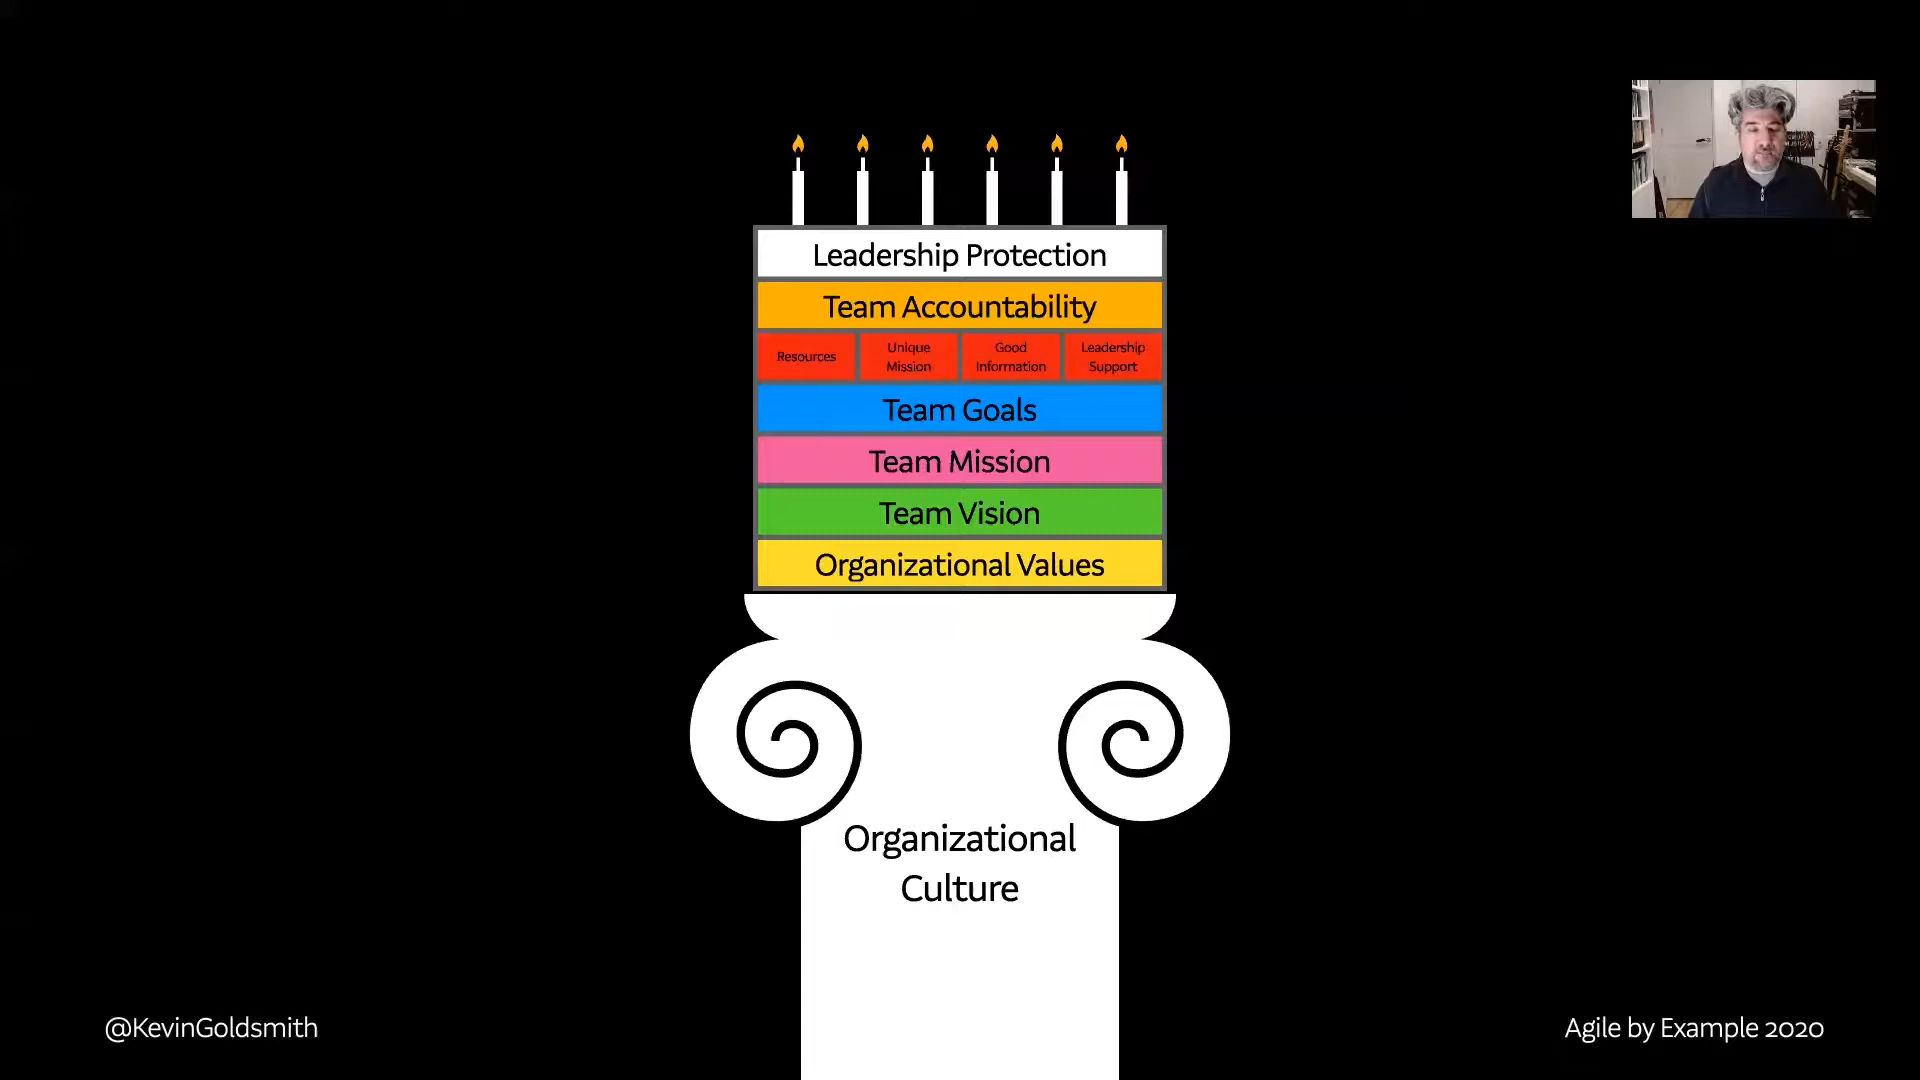 Leadership Protection
Team Accountability
Resources
Unique
Mission
Good
Information
Leadership
Support
Team Goals
Team Mission
Team Vision
Organizational Values
Organizational
Culture
@KevinGoldsmith
Agile by Example 2020